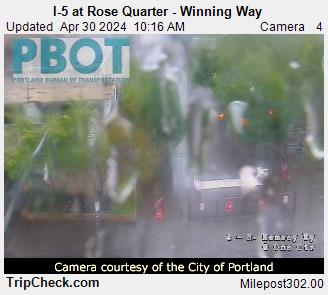 I-5 at Rose Quarter - Winning Way
Updated Apr 30 2024 10:16 AM Camera 4
PBOT
PORTLAND BUREAU OF TRANSPORTATION
Camera courtesy of the City of Portland
TripCheck.com Milepost302.00